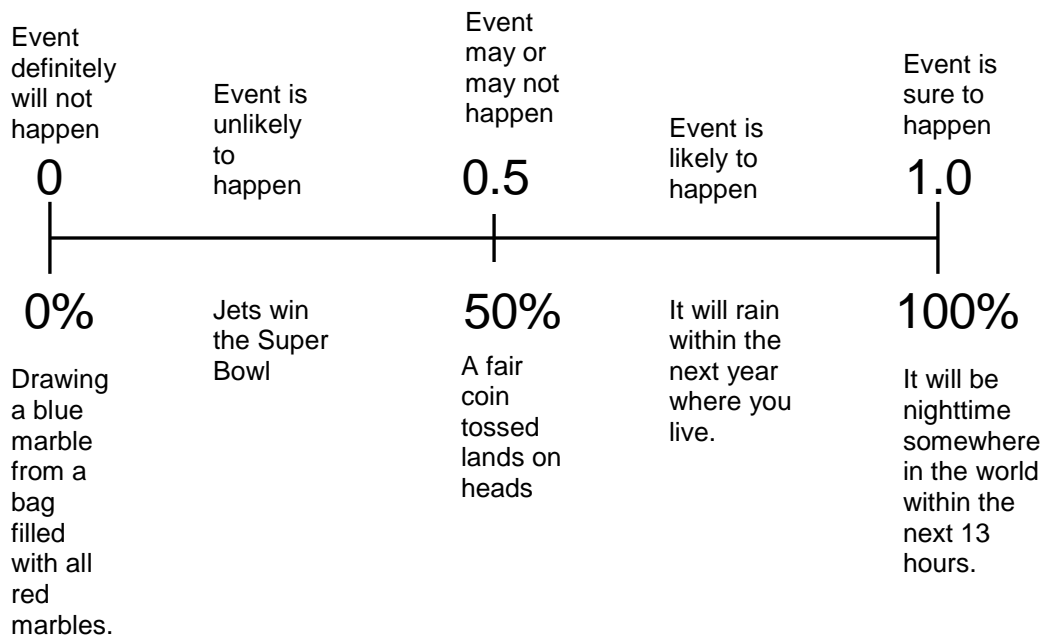 Event
definitely
will not
happen
0
Event is
unlikely
to
happen
Event
may or
may not
happen
0.5
Event is
likely to
happen
Event is
sure to
happen
1.0
0%
Drawing
a blue
marble
from a
bag
filled
with all
red
marbles.
Jets win
the Super
Bowl
50%
A fair
coin
tossed
lands on
heads
It will rain
within the
next year
where you
live.
100%
It will be
nighttime
somewhere
in the world
within the
next 13
hours.